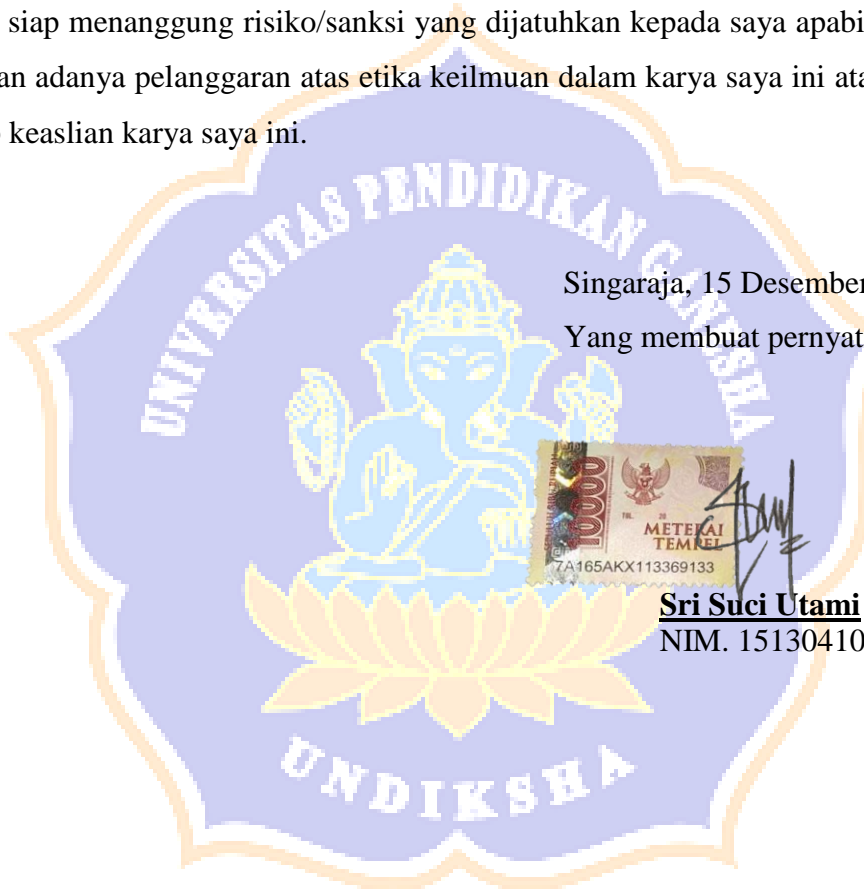 siap menanggung risiko/sanksi yang dijatuhkan kepada saya apabi
an adanya pelanggaran atas etika keilmuan dalam karya saya ini ata
keaslian karya saya ini.
UNIVERSITAS PENDIDIKAN GANESHA
Singaraja, 15 Desember
Yang membuat pernyat
10000
TGL. 20
METERAI
TEMPEL
7A165AKX113369133
Sri Suci Utami
NIM. 15130410
UNDIKSHA